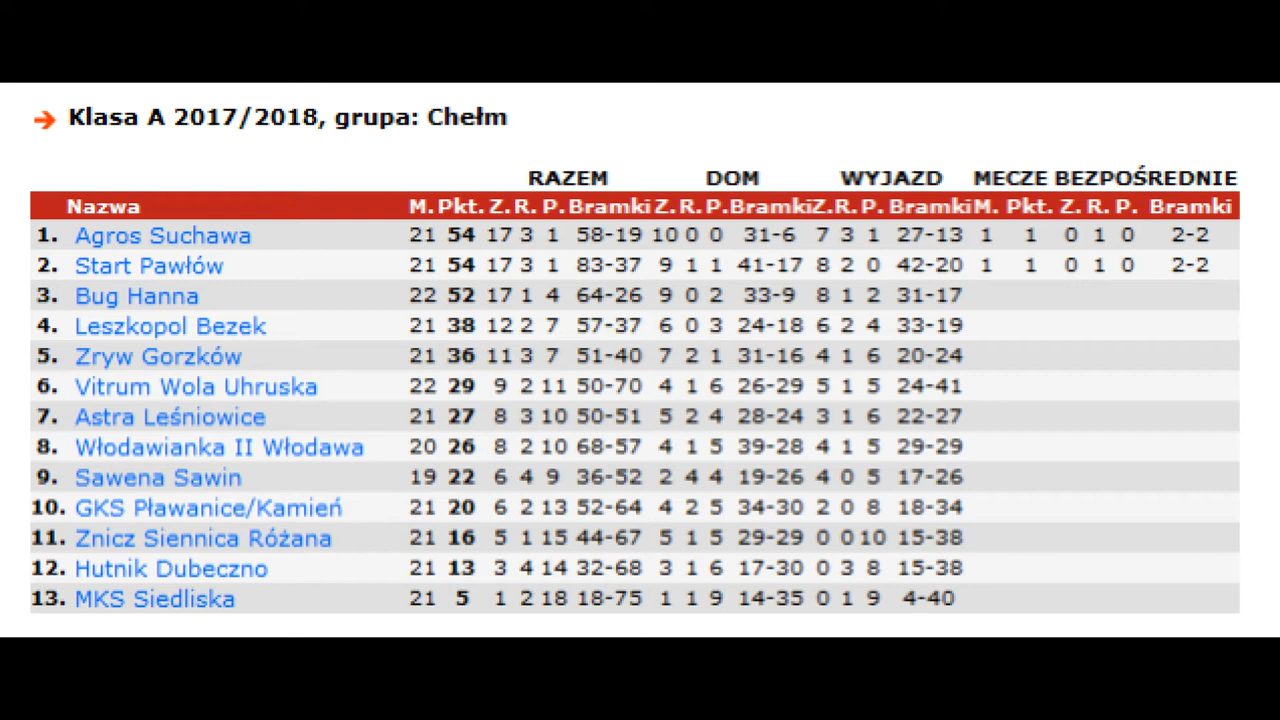 Klasa A 2017/2018, grupa: Chełm
RAZEM DOM WYJAZD MECZE BEZPOŚREDNIE
Nazwa M. Pkt. Z. R. P. Bramki Z. R. P. Bramki Z. R. P. Bramki M. Pkt. Z. R. P. Bramki
1. Agros Suchawa 21 54 17 3 1 58-19 10 0 0 31-6 7 3 1 27-13 1 1 0 1 0 2-2
2. Start Pawłów 21 54 17 3 1 83-37 9 1 1 41-17 8 2 0 42-20 1 1 0 1 0 2-2
3. Bug Hanna 22 52 17 1 4 64-26 9 0 2 33-9 8 1 2 31-17
4. Leszkopol Bezek 21 38 12 2 7 57-37 6 0 3 24-18 6 2 4 33-19
5. Zryw Gorzków 21 36 11 3 7 51-40 7 2 1 31-16 4 1 6 20-24
6. Vitrum Wola Uhruska 22 29 9 2 11 50-70 4 1 6 26-29 5 1 5 24-41
7. Astra Leśniowice 21 27 8 3 10 50-51 5 2 4 28-24 3 1 6 22-27
8. Włodawianka II Włodawa 20 26 8 2 10 68-57 4 1 5 39-28 4 1 5 29-29
9. Sawena Sawin 19 22 6 4 9 36-52 2 4 4 19-26 4 0 5 17-26
10. GKS Pławanice/Kamień 21 20 6 2 13 52-64 4 2 5 34-30 2 0 8 18-34
11. Znicz Siennica Różana 21 16 5 1 15 44-67 5 1 5 29-29 0 0 10 15-38
12. Hutnik Dubeczno 21 13 3 4 14 32-68 3 1 6 17-30 0 3 8 15-38
13. MKS Siedliska 21 5 1 2 18 18-75 1 1 9 14-35 0 1 9 4-40